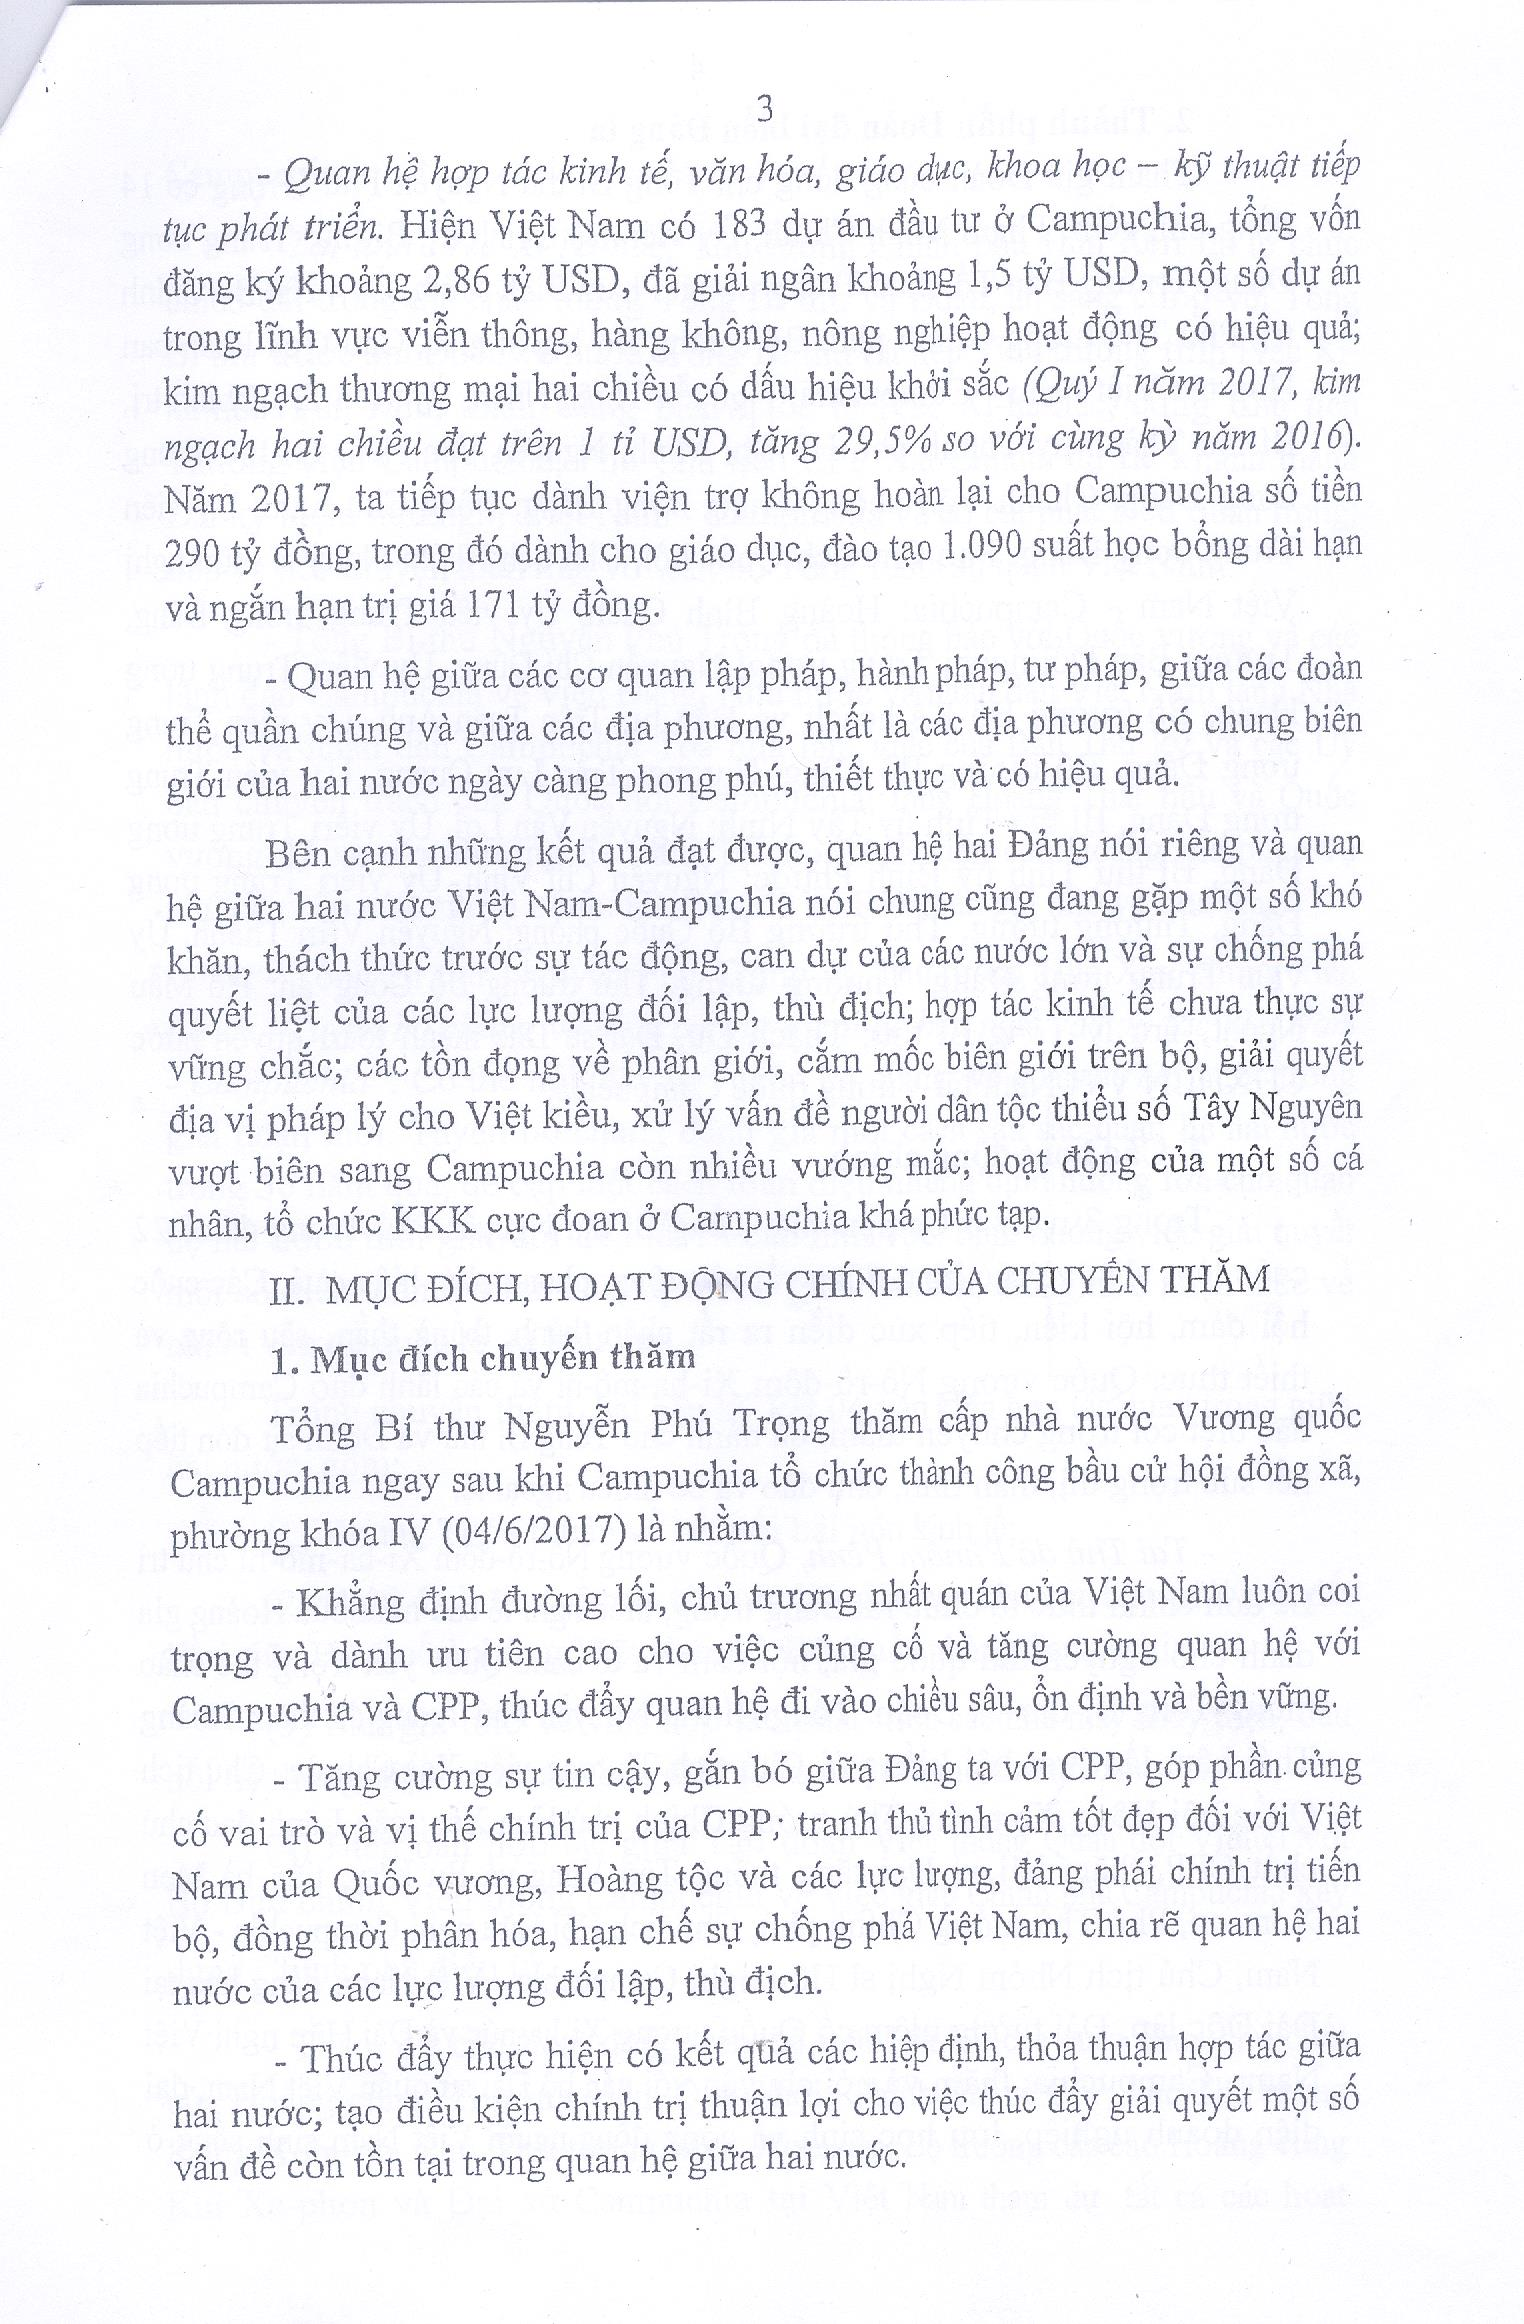 3
- Quan hệ hợp tác kinh tế, văn hóa, giáo dục, khoa học – kỹ thuật tiếp
tục phát triển. Hiện Việt Nam có 183 dự án đầu tư ở Campuchia, tổng vốn
đăng ký khoảng 2,86 tỷ USD, đã giải ngân khoảng 1,5 tỷ USD, một số dự án
trong lĩnh vực viễn thông, hàng không, nông nghiệp hoạt động có hiệu quả;
kim ngạch thương mại hai chiều có dấu hiệu khởi sắc (Quý I năm 2017, kim
ngạch hai chiều đạt trên 1 tỉ USD, tăng 29,5% so với cùng kỳ năm 2016).
Năm 2017, ta tiếp tục dành viện trợ không hoàn lại cho Campuchia số tiền
290 tỷ đồng, trong đó dành cho giáo dục, đào tạo 1.090 suất học bổng dài hạn
và ngắn hạn trị giá 171 tỷ đồng.
- Quan hệ giữa các cơ quan lập pháp, hành pháp, tư pháp, giữa các đoàn
thể quần chúng và giữa các địa phương, nhất là các địa phương có chung biên
giới của hai nước ngày càng phong phú, thiết thực và có hiệu quả.
Bên cạnh những kết quả đạt được, quan hệ hai Đảng nói riêng và quan
hệ giữa hai nước Việt Nam-Campuchia nói chung cũng đang gặp một số khó
khăn, thách thức trước sự tác động, can dự của các nước lớn và sự chống phá
quyết liệt của các lực lượng đối lập, thù địch; hợp tác kinh tế chưa thực sự
vững chắc; các tồn đọng về phân giới, cắm mốc biên giới trên bộ, giải quyết
địa vị pháp lý cho Việt kiều, xử lý vấn đề người dân tộc thiểu số Tây Nguyên
vượt biên sang Campuchia còn nhiều vướng mắc; hoạt động của một số cá
nhân, tổ chức KKK cực đoan ở Campuchia khá phức tạp.
II. MỤC ĐÍCH, HOẠT ĐỘNG CHÍNH CỦA CHUYẾN THĂM
1. Mục đích chuyến thăm
Tổng Bí thư Nguyễn Phú Trọng thăm cấp nhà nước Vương quốc
Campuchia ngay sau khi Campuchia tổ chức thành công bầu cử hội đồng xã,
phường khóa IV (04/6/2017) là nhằm:
- Khẳng định đường lối, chủ trương nhất quán của Việt Nam luôn coi
trọng và dành ưu tiên cao cho việc củng cố và tăng cường quan hệ với
Campuchia và CPP, thúc đẩy quan hệ đi vào chiều sâu, ổn định và bền vững.
- Tăng cường sự tin cậy, gắn bó giữa Đảng ta với CPP, góp phần củng
cố vai trò và vị thế chính trị của CPP; tranh thủ tình cảm tốt đẹp đối với Việt
Nam của Quốc vương, Hoàng tộc và các lực lượng, đảng phái chính trị tiến
bộ, đồng thời phân hóa, hạn chế sự chống phá Việt Nam, chia rẽ quan hệ hai
nước của các lực lượng đối lập, thù địch.
- Thúc đẩy thực hiện có kết quả các hiệp định, thỏa thuận hợp tác giữa
hai nước; tạo điều kiện chính trị thuận lợi cho việc thúc đẩy giải quyết một số
vấn đề còn tồn tại trong quan hệ giữa hai nước.